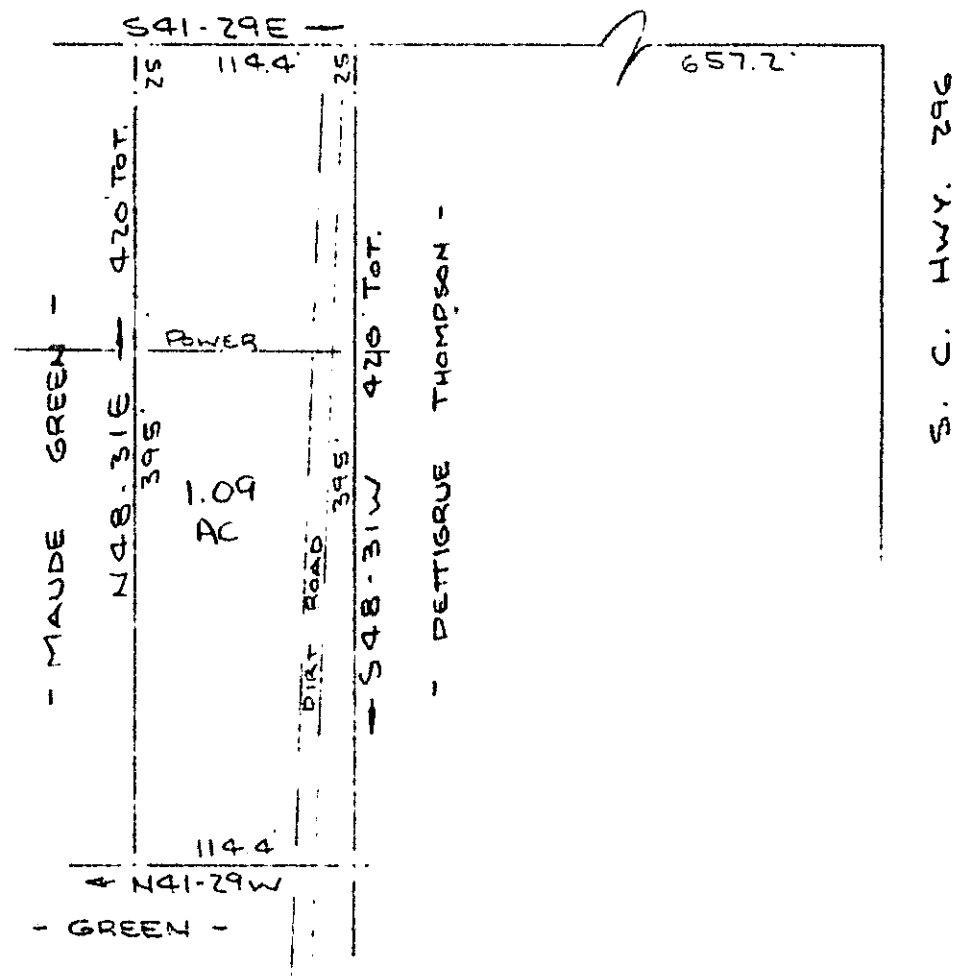 S41-29E
114.4'
25
25
657.2'
S. C. HWY. 296
N48-31E 420' TOT.
395'
- MAUDE GREEN -
POWER
1.09
AC
DIRT ROAD
395'
S48-31W 420' TOT.
- DETTIGRUE THOMPSON -
114.4'
N41-29W
- GREEN -